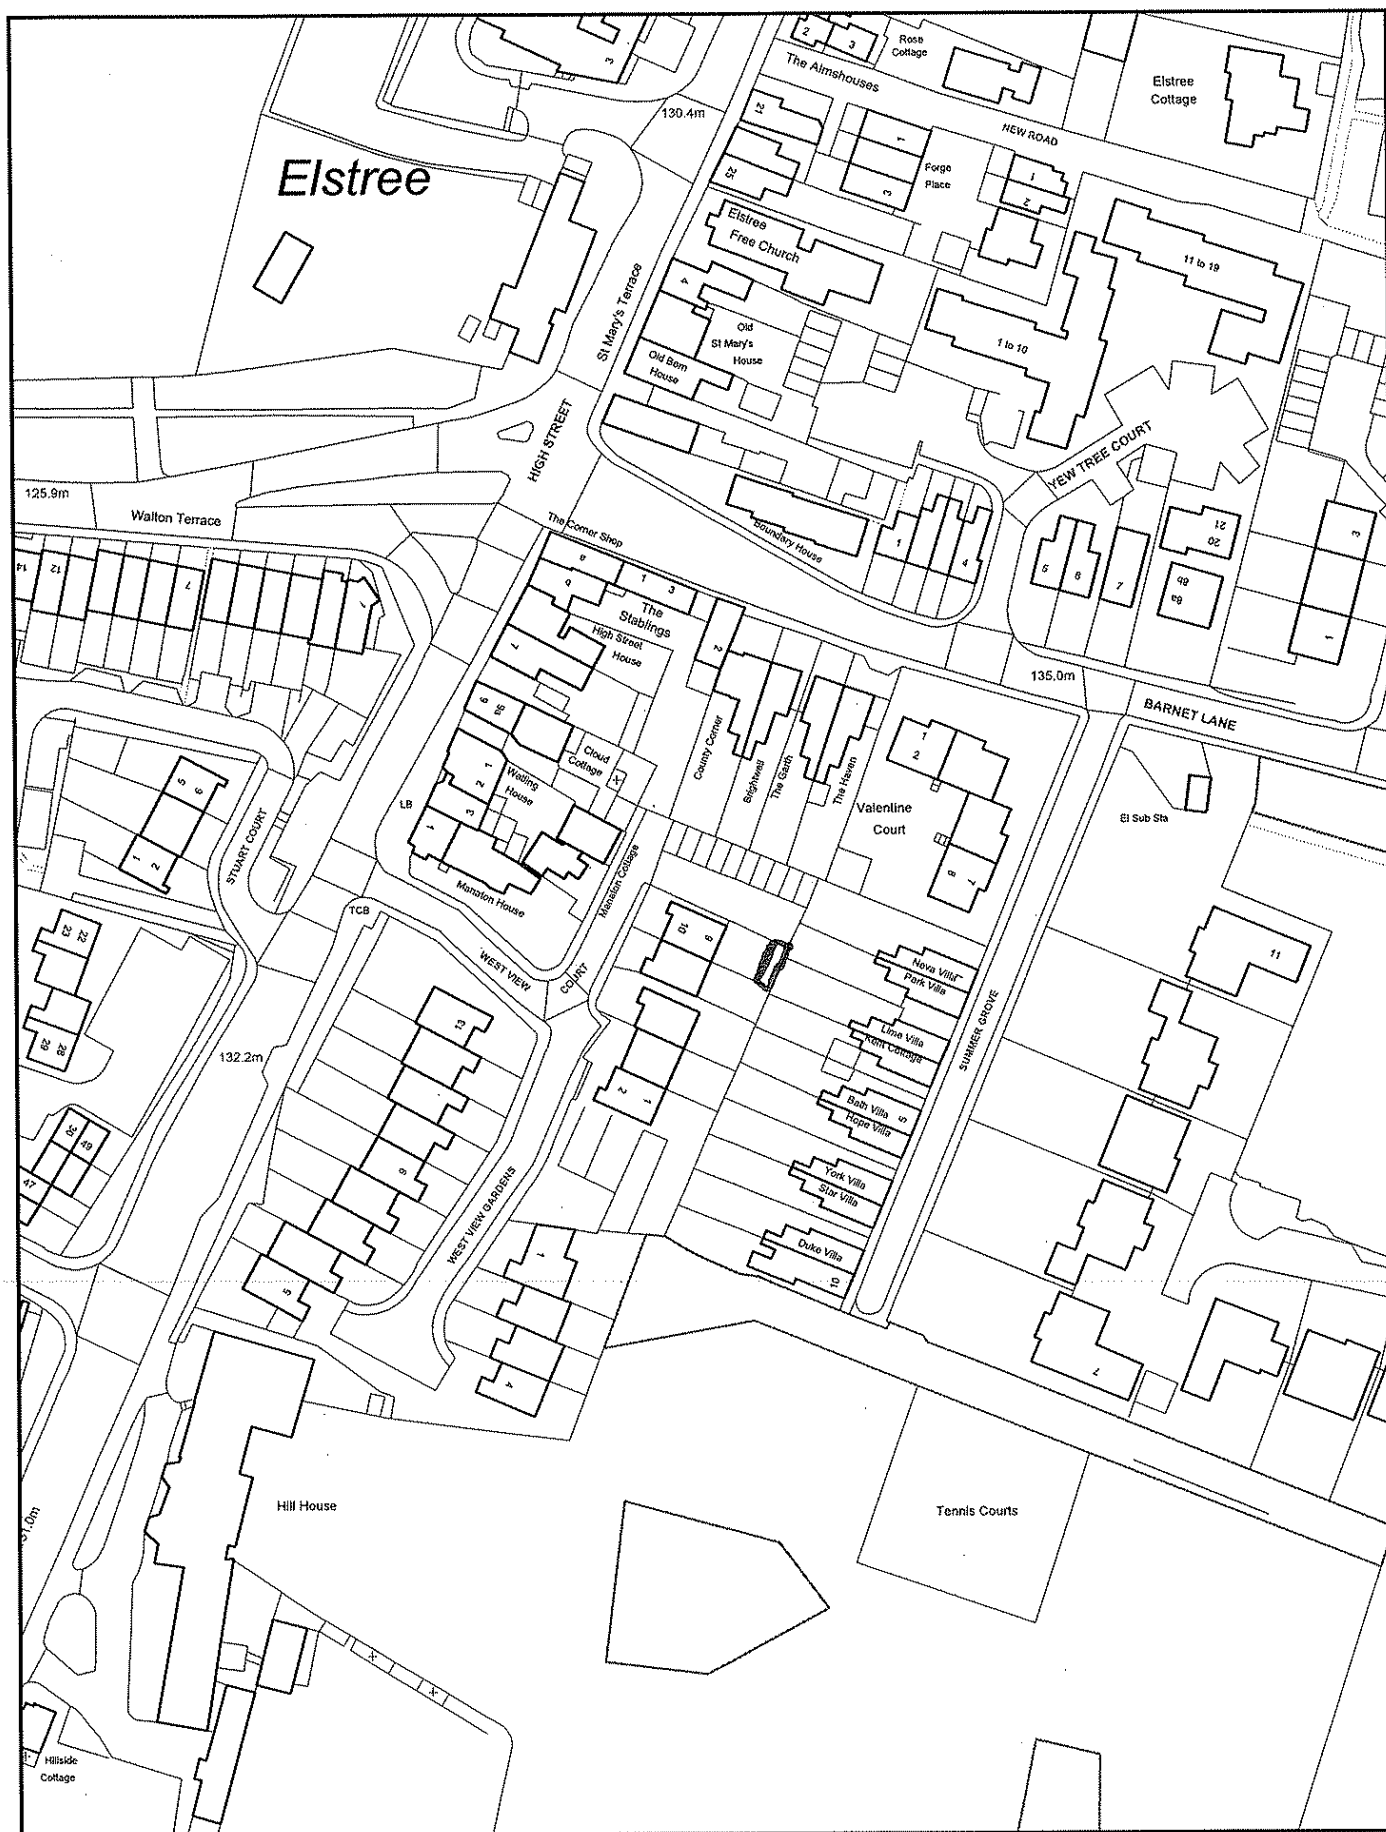 3
2
3
Rose
Cottage
The Almshouses
Elstree
Cottage
130.4m
21
25
1
3
Forge
Place
NEW ROAD
1
2
Elstree
Elstree
Free Church
11 to 19
1 to 10
St Mary's Terrace
4
Old
St Mary's
House
Old Bem
House
HIGH STREET
YEW TREE COURT
125.9m
Walton Terrace
The Corner Shop
Boundary House
1
4
5
6
7
21
20
6b
6a
3
1
14
12
7
1
3
The
Stablings
High Street
House
7
2
135.0m
BARNET LANE
9
9a
Cloud
Cottage
X
County Corner
Brightwell
The Garth
The Haven
1
2
Valentine
Court
8
7
El Sub Sta
LB
1
2
Watling
House
3
1
Manaton House
Manaton Cottage
5
6
1
2
STUART COURT
TCB
WEST VIEW
COURT
10
9
23
22
29
28
132.2m
13
Nova Villa
Park Villa
Lime Villa
Kent Cottage
Bath Villa
5
Hope Villa
York Villa
Star Villa
Duke Villa
10
SUMMER GROVE
11
2
1
30
49
47
8
5
WEST VIEW GARDENS
1
4
7
Hill House
Tennis Courts
X
X
Hillside
Cottage